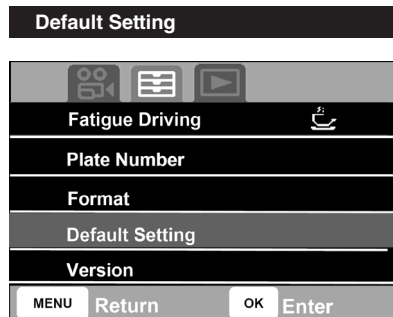 Default Setting
Fatigue Driving
Plate Number
Format
Default Setting
Version
MENU Return OK Enter